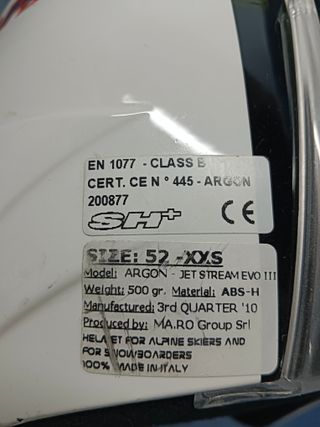 EN 1077 - CLASS B
CERT. CE N° 445 - ARGON
200877
SH+ CE
SIZE: 52 -XXS
Model: ARGON - JET STREAM EVO III
Weight: 500 gr. Material: ABS-H
Manufactured: 3rd QUARTER '10
Produced by: MA.RO Group Srl
HELMET FOR ALPINE SKIERS AND
FOR SNOWBOARDERS
100% MADE IN ITALY